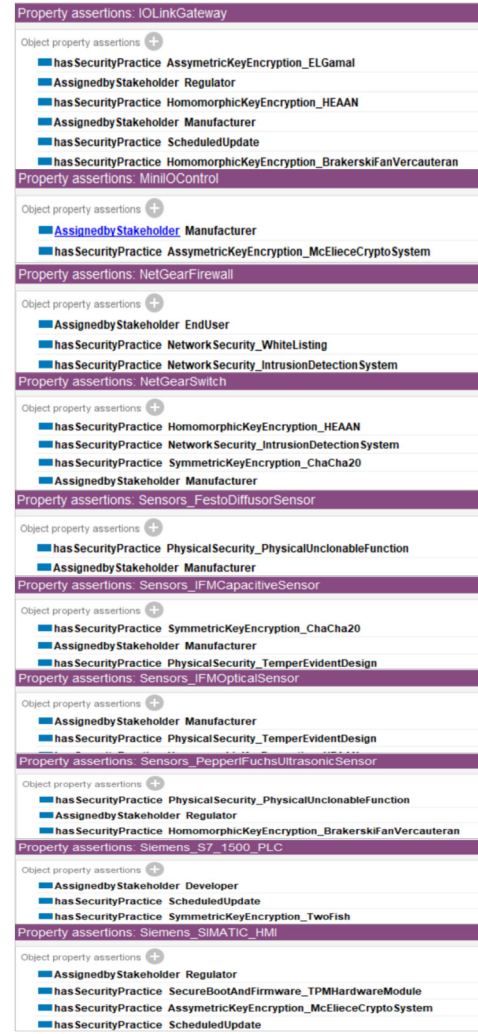 Property assertions: IOLinkGateway
Object property assertions
hasSecurityPractice AssymetricKeyEncryption_ELGamal
AssignedbyStakeholder Regulator
hasSecurityPractice HomomorphicKeyEncryption_HEAAN
AssignedbyStakeholder Manufacturer
hasSecurityPractice ScheduledUpdate
hasSecurityPractice HomomorphicKeyEncryption_BrakerskiFanVercauteran
Property assertions: MiniIOControl
Object property assertions
AssignedbyStakeholder Manufacturer
hasSecurityPractice AssymetricKeyEncryption_McElieceCryptoSystem
Property assertions: NetGearFirewall
Object property assertions
AssignedbyStakeholder EndUser
hasSecurityPractice NetworkSecurity_WhiteListing
hasSecurityPractice NetworkSecurity_IntrusionDetectionSystem
Property assertions: NetGearSwitch
Object property assertions
hasSecurityPractice HomomorphicKeyEncryption_HEAAN
hasSecurityPractice NetworkSecurity_IntrusionDetectionSystem
hasSecurityPractice SymmetricKeyEncryption_ChaCha20
AssignedbyStakeholder Manufacturer
Property assertions: Sensors_FestoDiffusorSensor
Object property assertions
hasSecurityPractice PhysicalSecurity_PhysicalUnclonableFunction
AssignedbyStakeholder Manufacturer
Property assertions: Sensors_IFMCapacitiveSensor
Object property assertions
hasSecurityPractice SymmetricKeyEncryption_ChaCha20
AssignedbyStakeholder Manufacturer
hasSecurityPractice PhysicalSecurity_TemperEvidentDesign
Property assertions: Sensors_IFMOpticalSensor
Object property assertions
AssignedbyStakeholder Manufacturer
hasSecurityPractice PhysicalSecurity_TemperEvidentDesign
Property assertions: Sensors_PepperlFuchsUltrasonicSensor
Object property assertions
hasSecurityPractice PhysicalSecurity_PhysicalUnclonableFunction
AssignedbyStakeholder Regulator
hasSecurityPractice HomomorphicKeyEncryption_BrakerskiFanVercauteran
Property assertions: Siemens_S7_1500_PLC
Object property assertions
AssignedbyStakeholder Developer
hasSecurityPractice ScheduledUpdate
hasSecurityPractice SymmetricKeyEncryption_TwoFish
Property assertions: Siemens_SIMATIC_HMI
Object property assertions
AssignedbyStakeholder Regulator
hasSecurityPractice SecureBootAndFirmware_TPMHardwareModule
hasSecurityPractice AssymetricKeyEncryption_McElieceCryptoSystem
hasSecurityPractice ScheduledUpdate